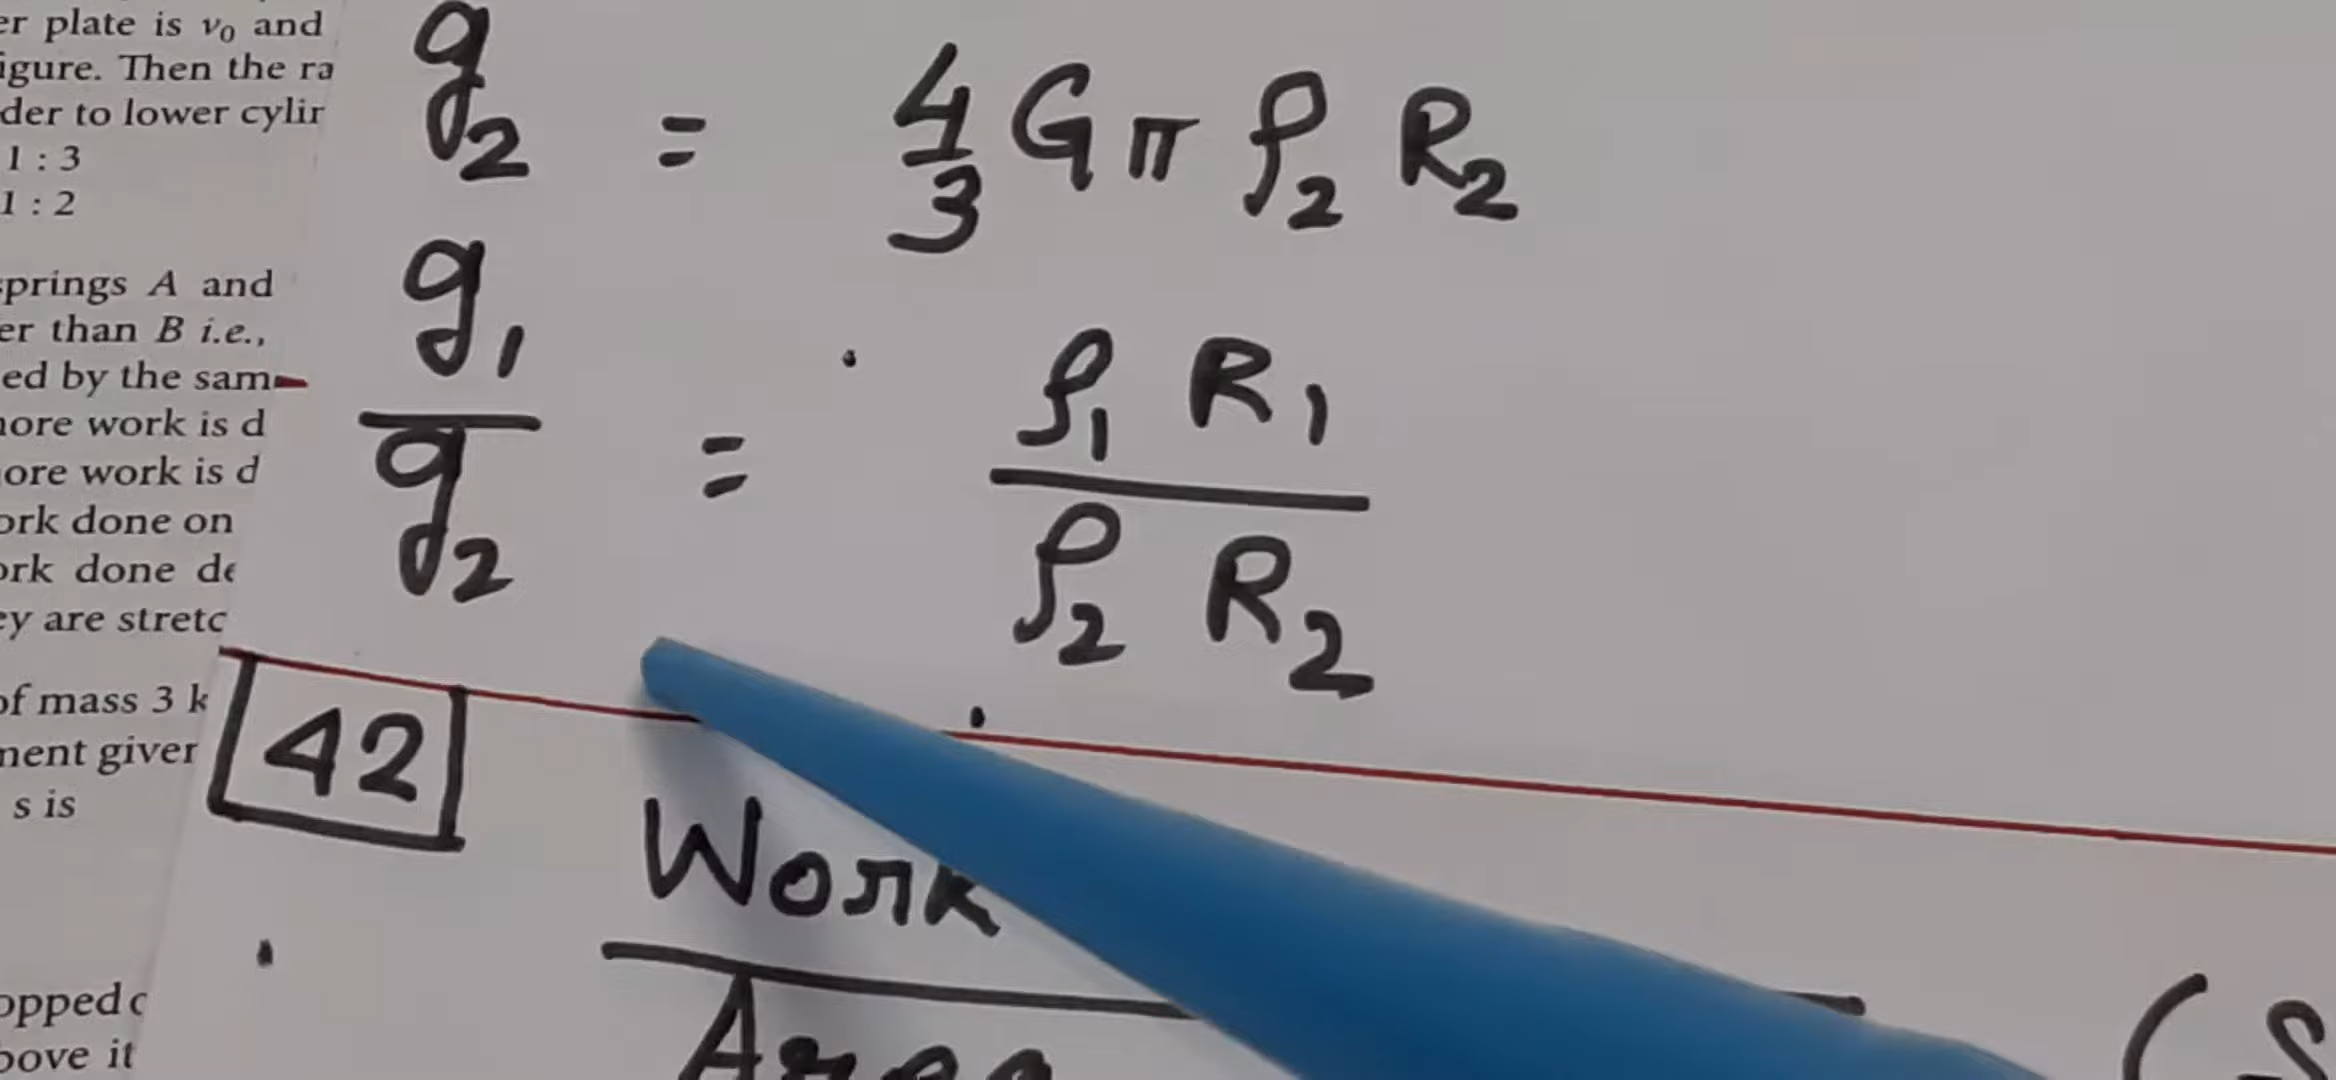 er plate is v₀ and
igure. Then the ra
der to lower cylir
1 : 3
1 : 2
springs A and
er than B i.e.,
ed by the sam
nore work is d
ore work is d
ork done on
ork done de
ey are stretc
of mass 3 k
nent giver
s is
opped c
bove it
g₂ = 4/3 G π ρ₂ R₂
g₁/g₂ = ρ₁ R₁/ρ₂ R₂
42
Work
Area
(S